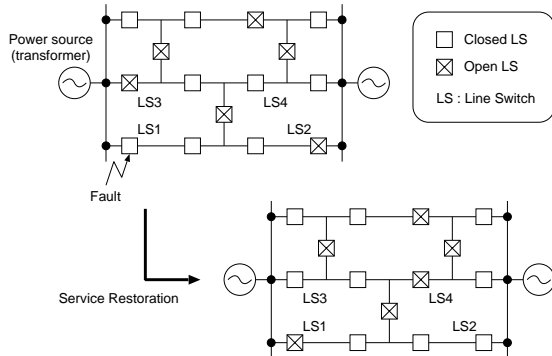 Power source
(transformer)
Closed LS
Open LS
LS : Line Switch
LS3
LS4
LS1
LS2
Fault
Service Restoration
LS3
LS4
LS1
LS2